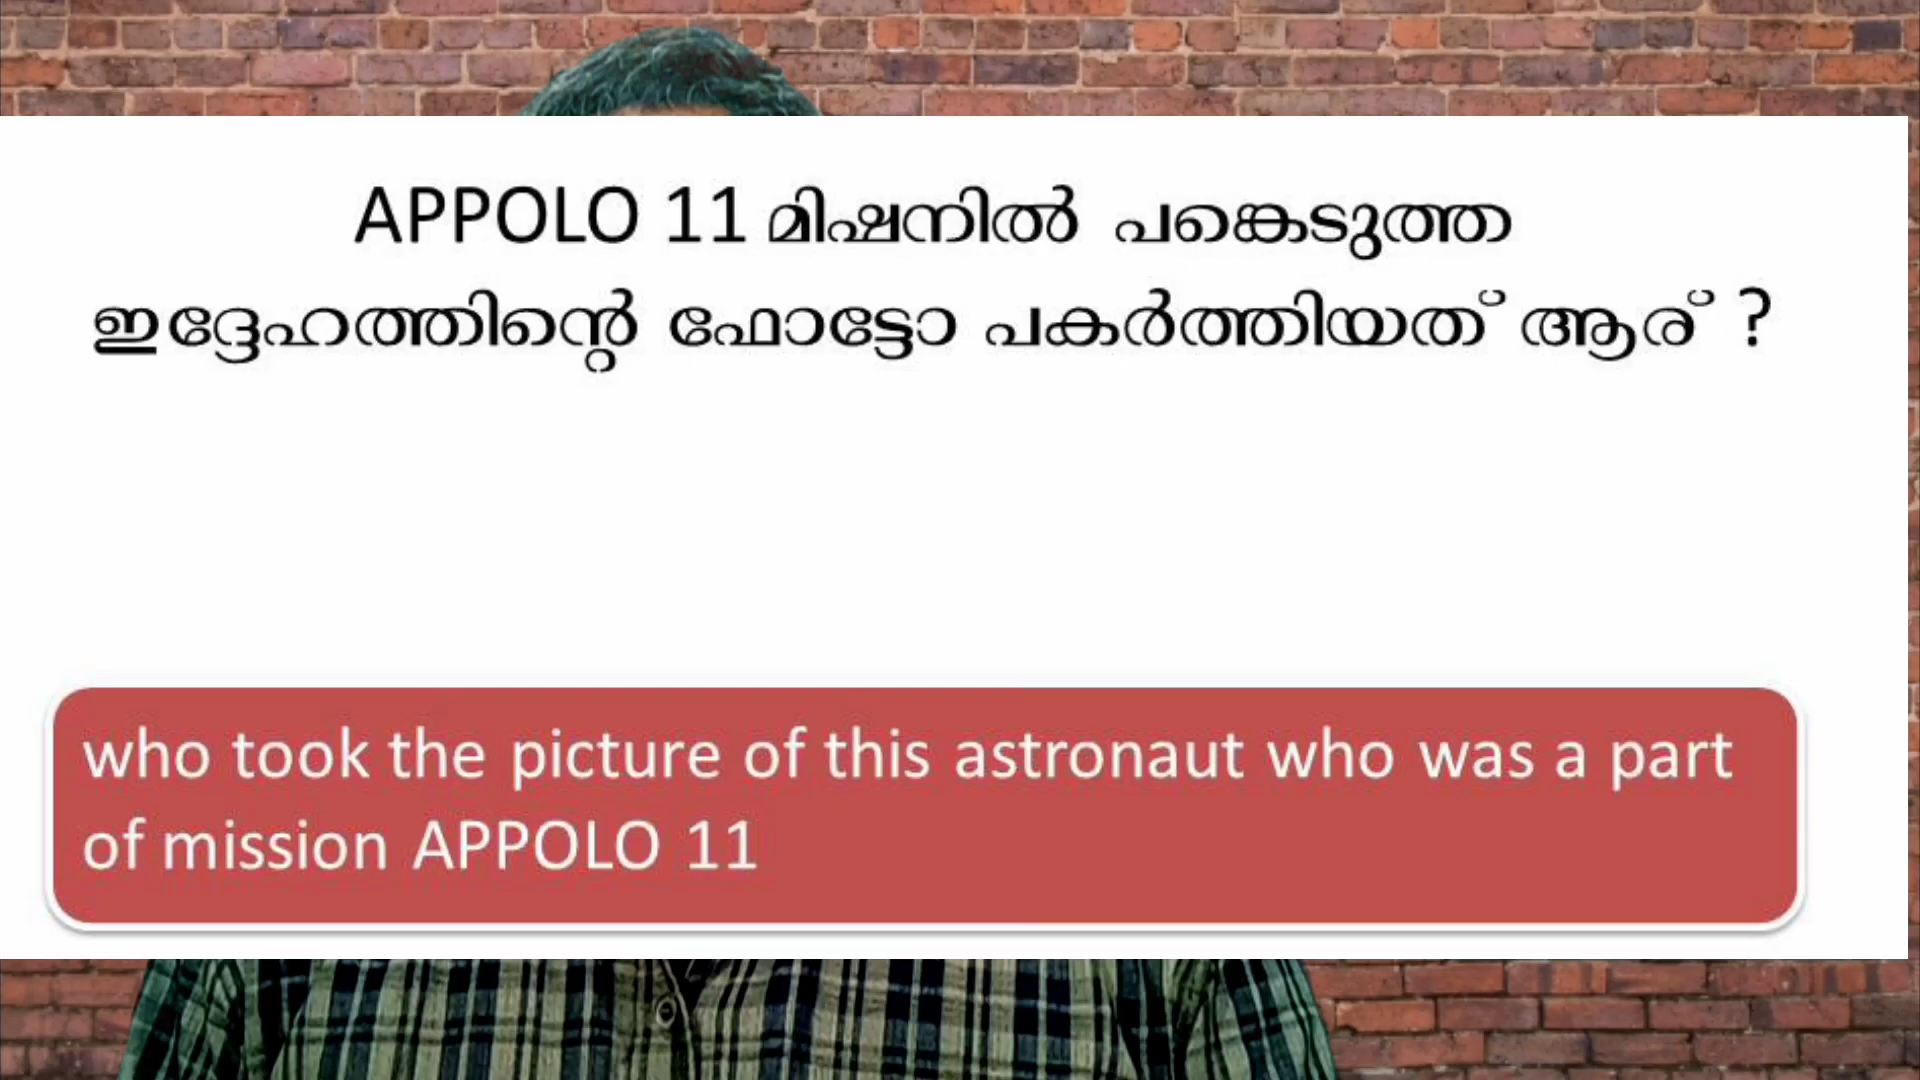 APPOLO 11 മിഷനിൽ പങ്കെടുത്ത
ഇദ്ദേഹത്തിന്റെ ഫോട്ടോ പകർത്തിയത് ആര് ?
who took the picture of this astronaut who was a part
of mission APPOLO 11